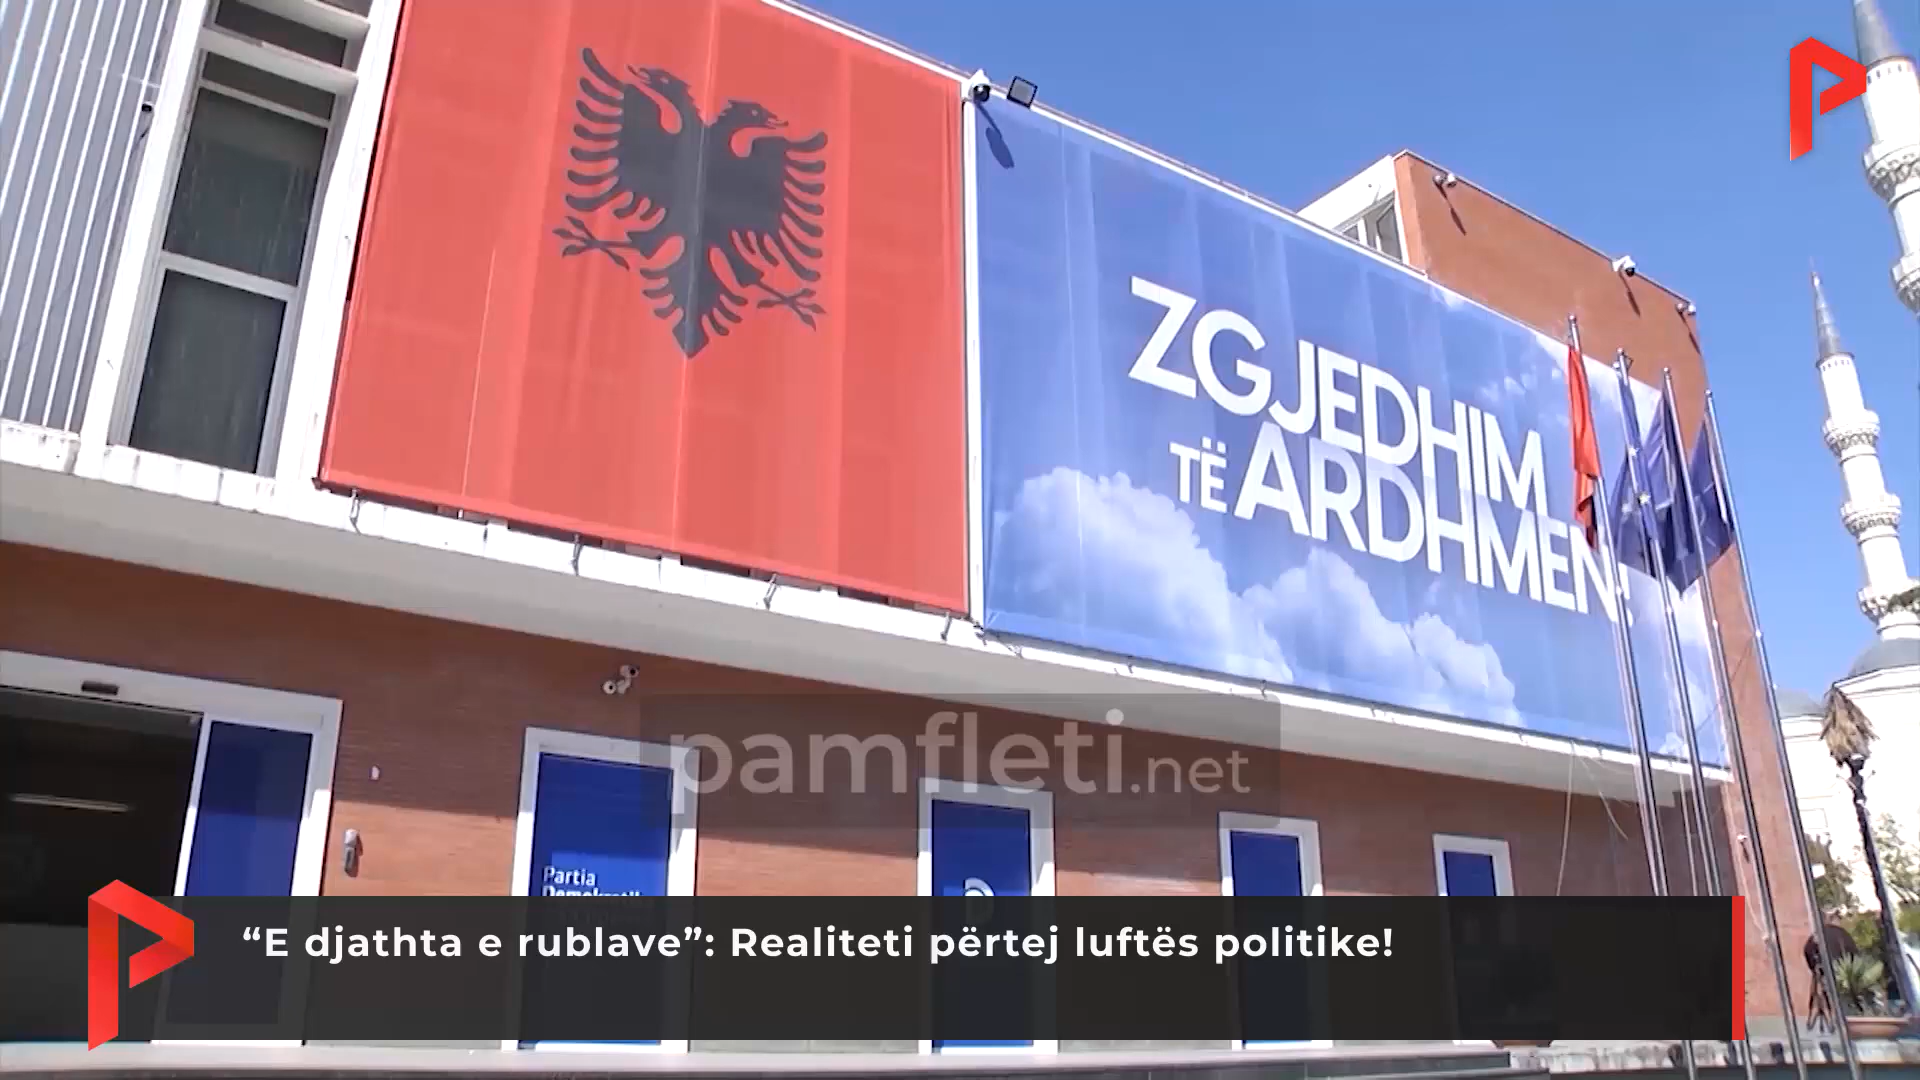 ZGJEDHIM
TË ARDHMEN!
pamfleti.net
Partia
“E djathta e rublave”: Realiteti përtej luftës politike!